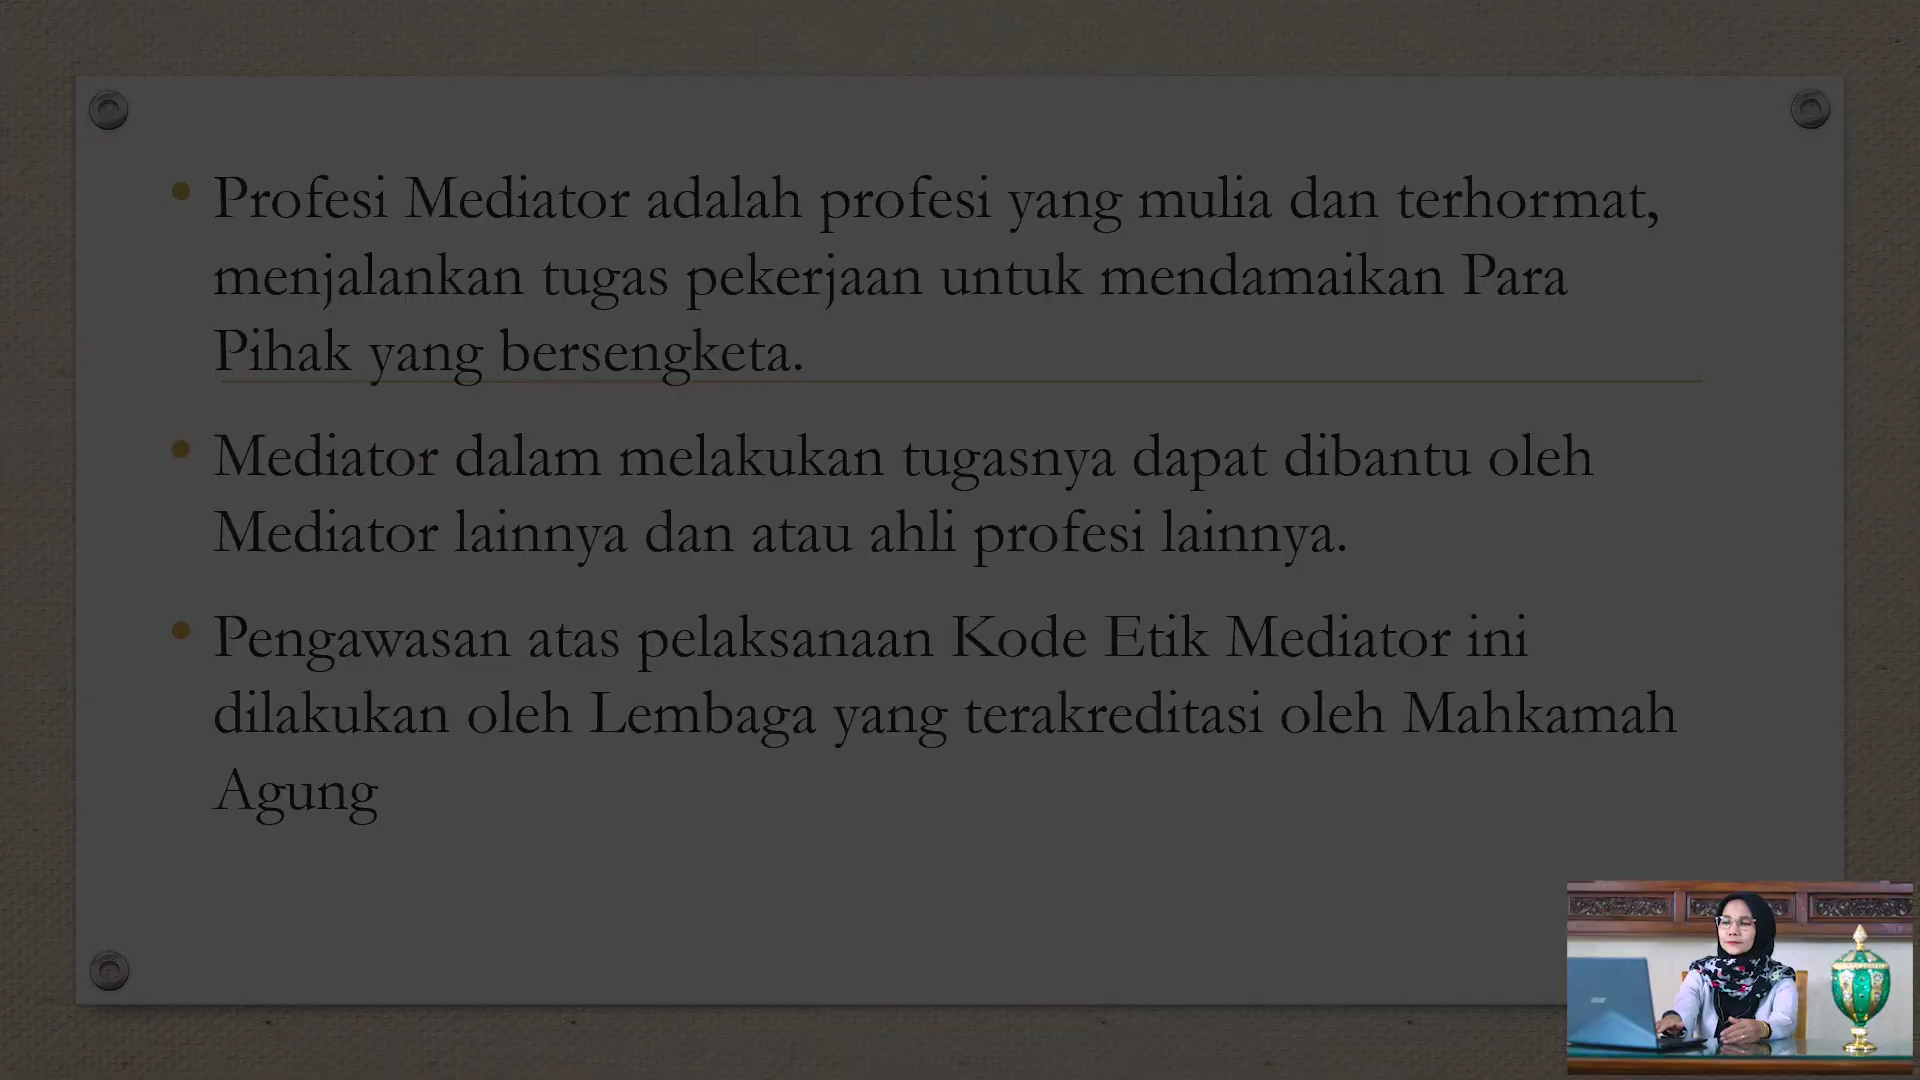 • Profesi Mediator adalah profesi yang mulia dan terhormat,
menjalankan tugas pekerjaan untuk mendamaikan Para
Pihak yang bersengketa.
• Mediator dalam melakukan tugasnya dapat dibantu oleh
Mediator lainnya dan atau ahli profesi lainnya.
• Pengawasan atas pelaksanaan Kode Etik Mediator ini
dilakukan oleh Lembaga yang terakreditasi oleh Mahkamah
Agung